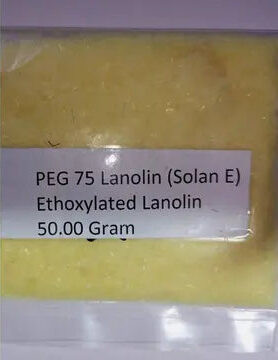 PEG 75 Lanolin (Solan E)
Ethoxylated Lanolin
50.00 Gram